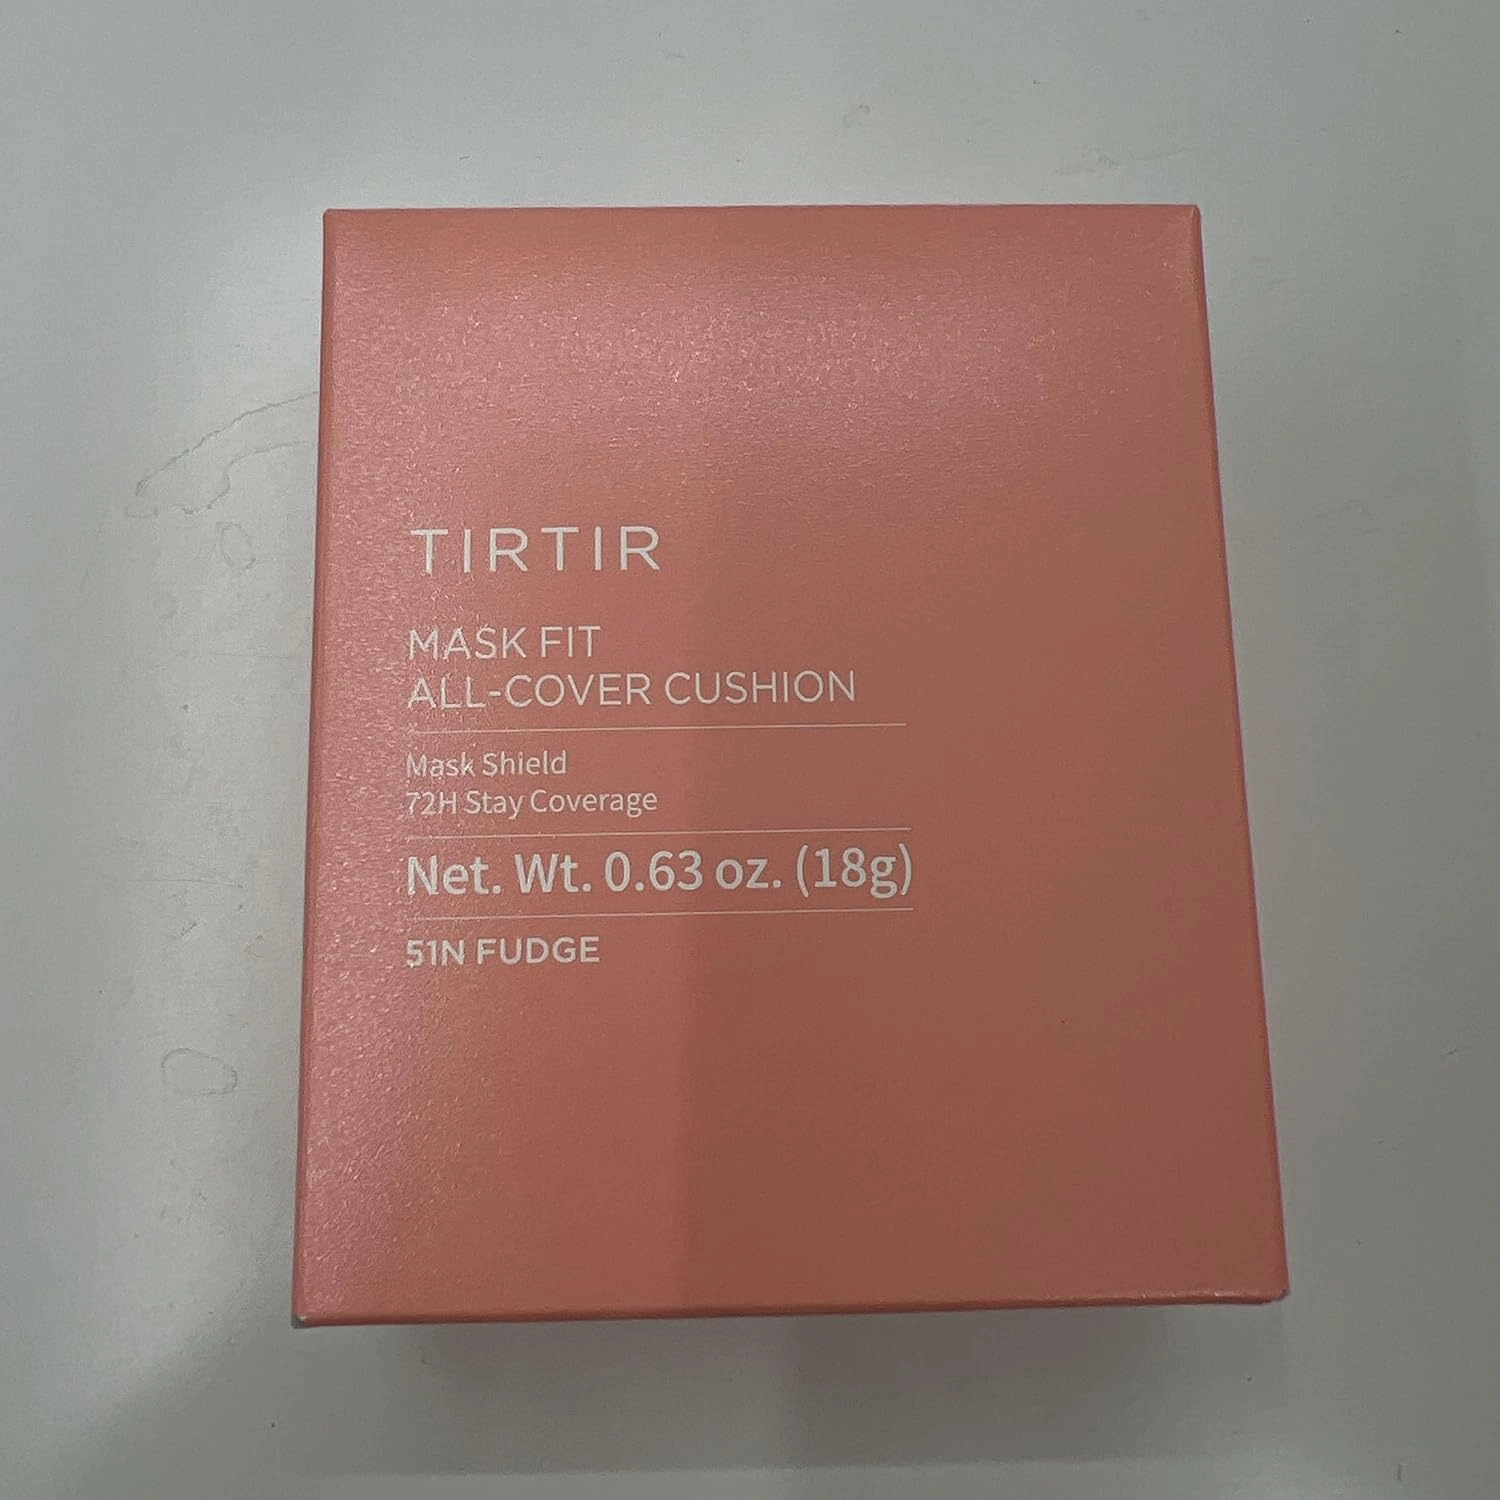 TIRTIR
MASK FIT
ALL-COVER CUSHION
Mask Shield
72H Stay Coverage
Net. Wt. 0.63 oz. (18g)
51N FUDGE